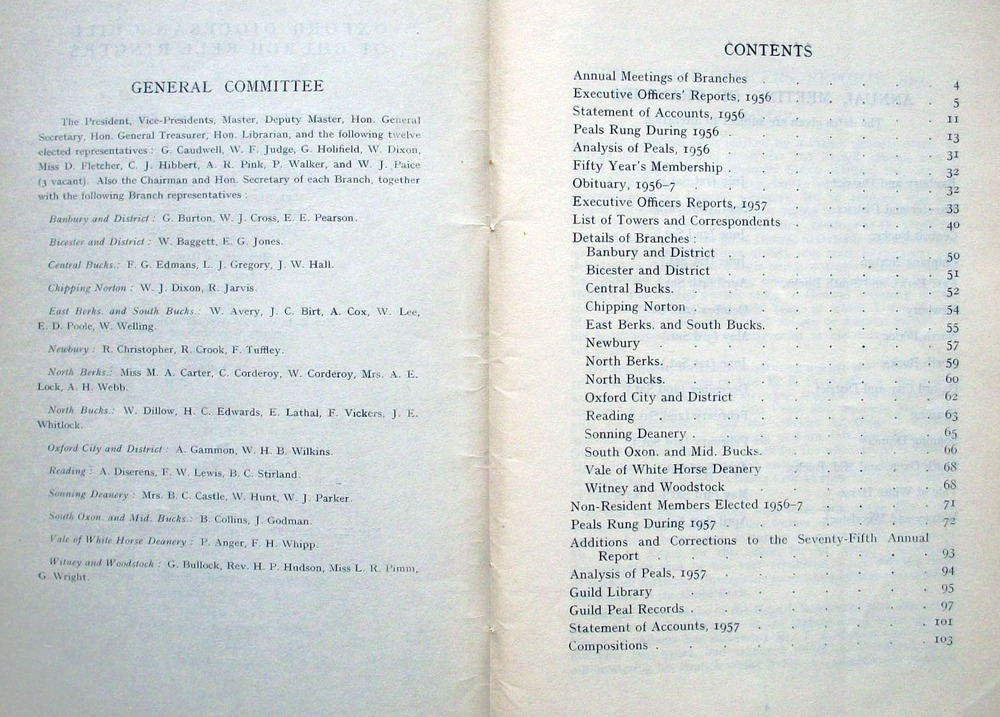 GENERAL COMMITTEE
The President, Vice-Presidents, Master, Deputy Master, Hon. General
Secretary, Hon. General Treasurer, Hon. Librarian, and the following twelve
elected representatives : G. Caudwell, W. F. Judge, G. Holifield, W. Dixon,
Miss D. Fletcher, C. J. Hibbert, A. R. Pink, P. Walker, and W. J. Paice
(3 vacant). Also the Chairman and Hon. Secretary of each Branch, together
with the following Branch representatives :
Banbury and District : G. Burton, W. J. Cross, E. E. Pearson.
Bicester and District : W. Baggett, E. G. Jones.
Central Bucks.: F. G. Edmans, L. J. Gregory, J. W. Hall.
Chipping Norton : W. J. Dixon, R. Jarvis.
East Berks. and South Bucks.: W. Avery, J. C. Birt, A. Cox, W. Lee,
E. D. Poole, W. Welling.
Newbury : R. Christopher, R. Crook, F. Tuffley.
North Berks.: Miss M. A. Carter, C. Corderoy, W. Corderoy, Mrs. A. E.
Lock, A. H. Webb.
North Bucks.: W. Dillow, H. C. Edwards, E. Lathal, F. Vickers, J. E.
Whitlock.
Oxford City and District : A. Gammon, W. H. B. Wilkins.
Reading : A. Diserens, F. W. Lewis, B. C. Stirland.
Sonning Deanery : Mrs. B. C. Castle, W. Hunt, W. J. Parker.
South Oxon. and Mid. Bucks.: B. Collins, J. Godman.
Vale of White Horse Deanery : P. Anger, F. H. Whipp.
Witney and Woodstock : G. Bullock, Rev. H. P. Hudson, Miss L. R. Pimm,
G. Wright.
CONTENTS
Annual Meetings of Branches 4
Executive Officers' Reports, 1956 5
Statement of Accounts, 1956 11
Peals Rung During 1956 13
Analysis of Peals, 1956 31
Fifty Year's Membership 32
Obituary, 1956-7 32
Executive Officers Reports, 1957 33
List of Towers and Correspondents 40
Details of Branches :
Banbury and District 50
Bicester and District 51
Central Bucks. 52
Chipping Norton 54
East Berks. and South Bucks. 55
Newbury 57
North Berks. 59
North Bucks. 60
Oxford City and District 62
Reading 63
Sonning Deanery 65
South Oxon. and Mid. Bucks. 66
Vale of White Horse Deanery 68
Witney and Woodstock 68
Non-Resident Members Elected 1956-7 71
Peals Rung During 1957 72
Additions and Corrections to the Seventy-Fifth Annual
Report 93
Analysis of Peals, 1957 94
Guild Library 95
Guild Peal Records 97
Statement of Accounts, 1957 101
Compositions 103